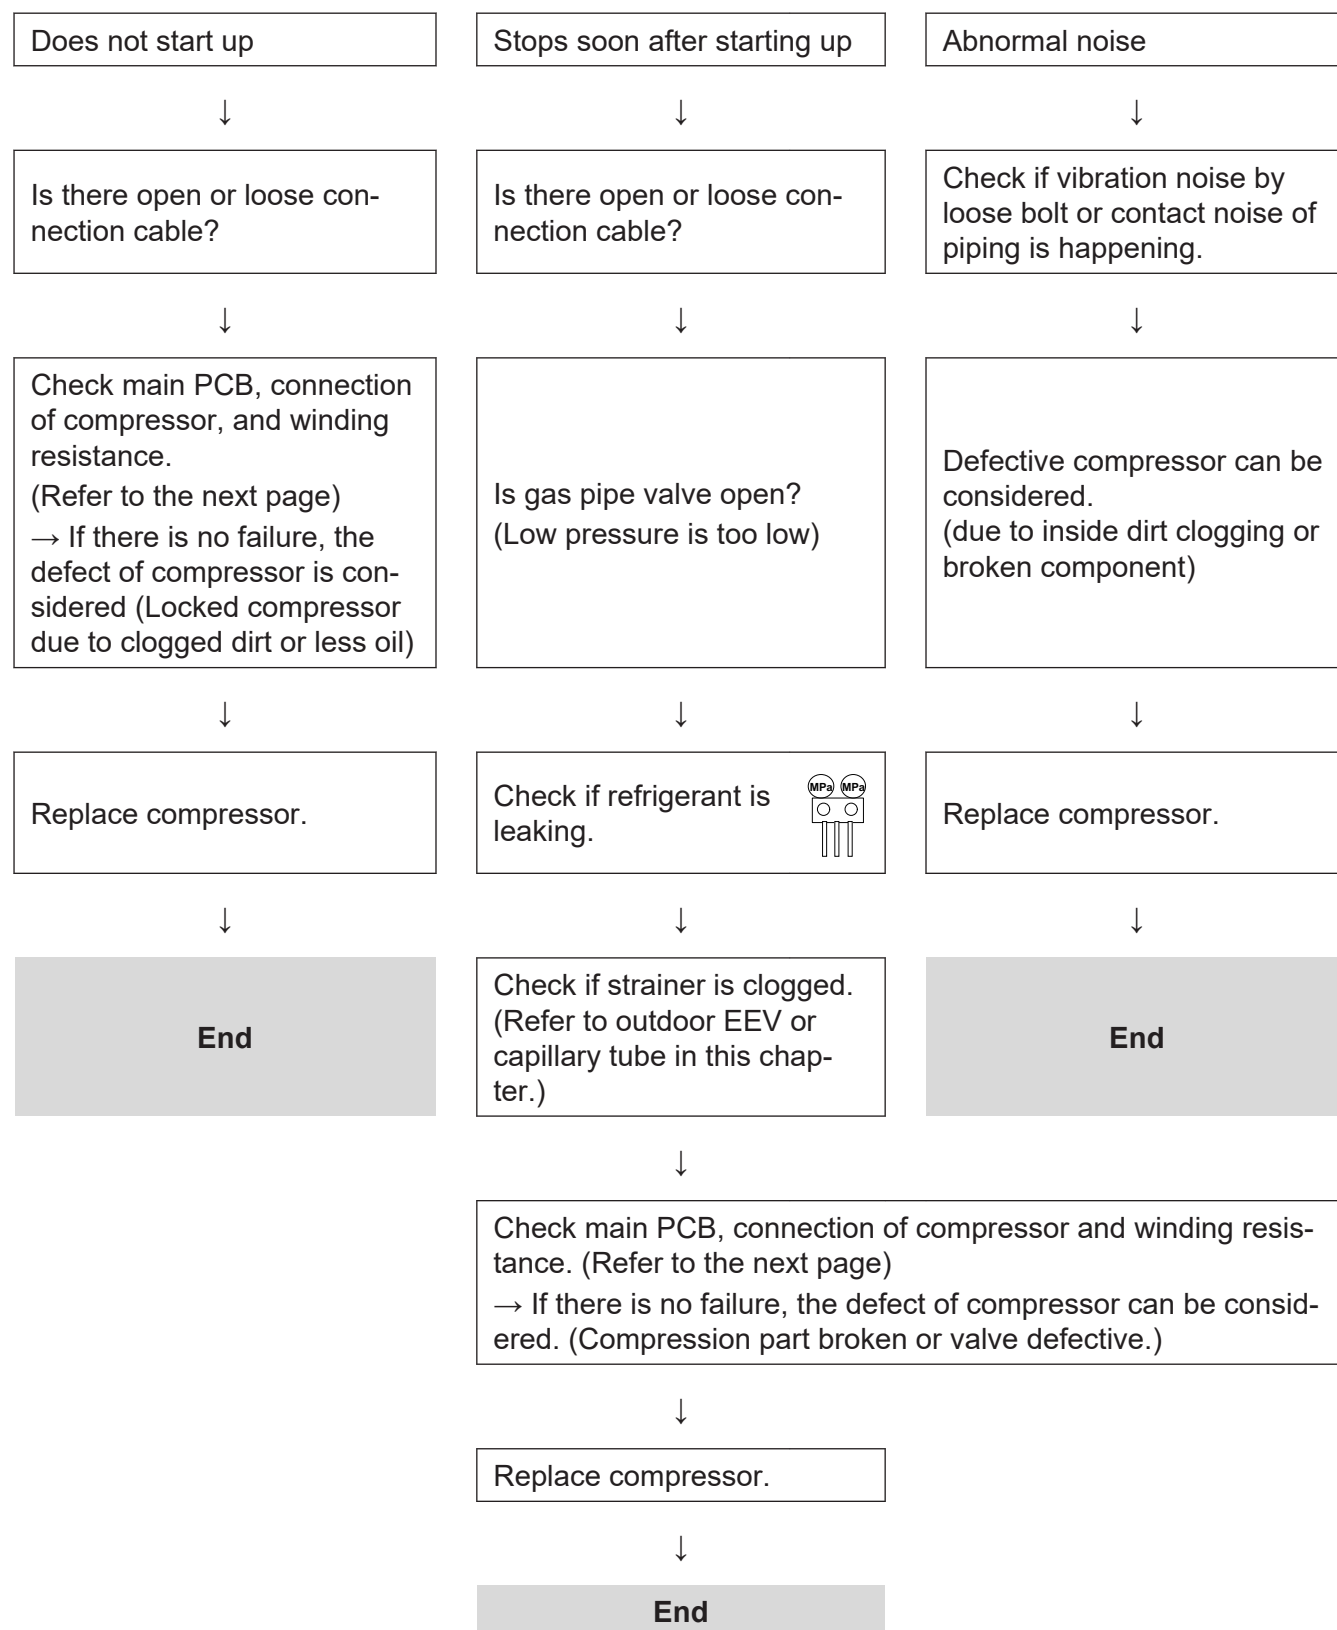 Does not start up
Stops soon after starting up
Abnormal noise
↓
↓
↓
Is there open or loose con-
nection cable?
Is there open or loose con-
nection cable?
Check if vibration noise by
loose bolt or contact noise of
piping is happening.
↓
↓
↓
Check main PCB, connection
of compressor, and winding
resistance.
(Refer to the next page)
→ If there is no failure, the
defect of compressor is con-
sidered (Locked compressor
due to clogged dirt or less oil)
Is gas pipe valve open?
(Low pressure is too low)
Defective compressor can be
considered.
(due to inside dirt clogging or
broken component)
↓
↓
↓
Replace compressor.
Check if refrigerant is
leaking.
MPa MPa
Replace compressor.
↓
↓
↓
End
Check if strainer is clogged.
(Refer to outdoor EEV or
capillary tube in this chap-
ter.)
End
↓
Check main PCB, connection of compressor and winding resis-
tance. (Refer to the next page)
→ If there is no failure, the defect of compressor can be consid-
ered. (Compression part broken or valve defective.)
↓
Replace compressor.
↓
End